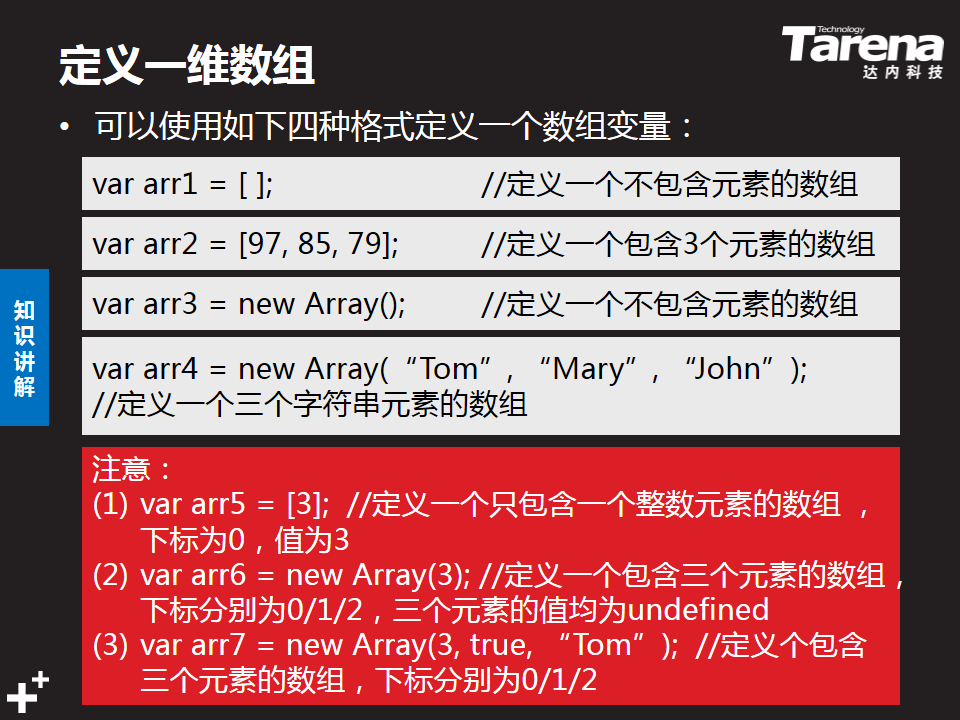 定义一维数组
Technology
Tarena
达内科技
• 可以使用如下四种格式定义一个数组变量：
var arr1 = [ ]; //定义一个不包含元素的数组
var arr2 = [97, 85, 79]; //定义一个包含3个元素的数组
var arr3 = new Array(); //定义一个不包含元素的数组
var arr4 = new Array(“Tom”, “Mary”, “John”);
//定义一个三个字符串元素的数组
知识讲解
注意：
(1) var arr5 = [3]; //定义一个只包含一个整数元素的数组 ，
下标为0，值为3
(2) var arr6 = new Array(3); //定义一个包含三个元素的数组，
下标分别为0/1/2，三个元素的值均为undefined
(3) var arr7 = new Array(3, true, “Tom”); //定义个包含
三个元素的数组，下标分别为0/1/2